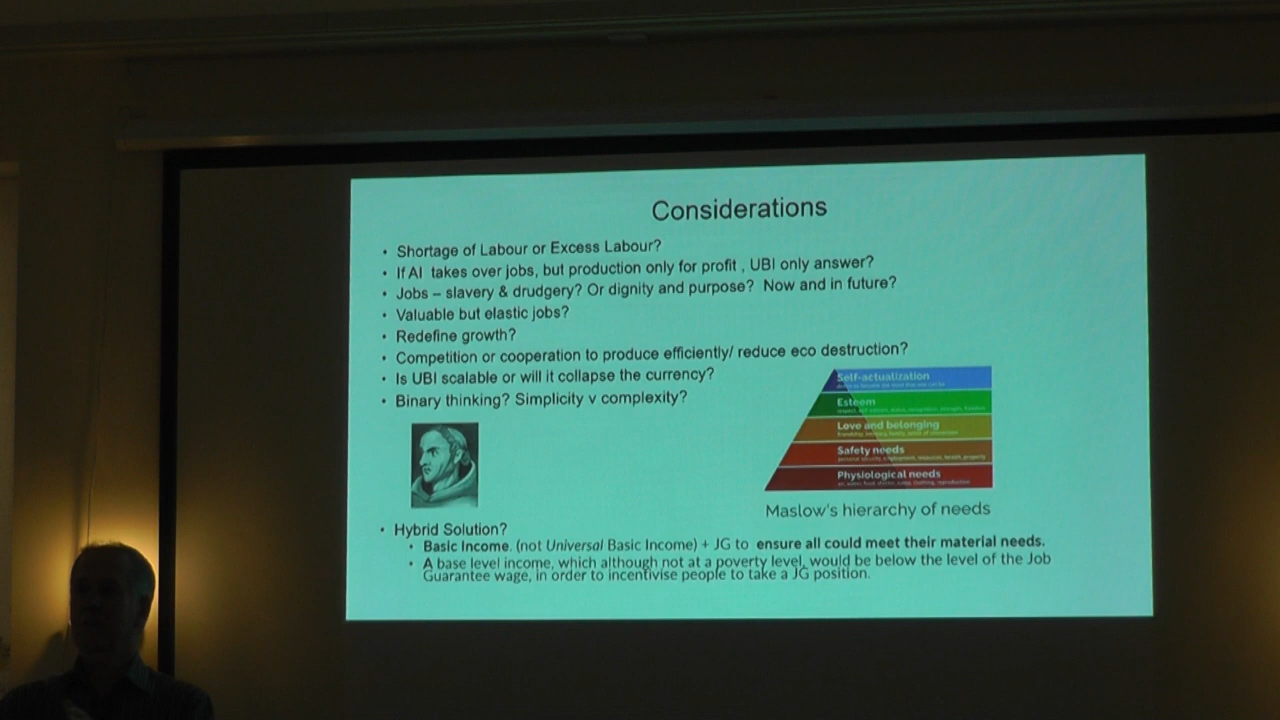 Considerations
• Shortage of Labour or Excess Labour?
• If AI takes over jobs, but production only for profit , UBI only answer?
• Jobs – slavery & drudgery? Or dignity and purpose? Now and in future?
• Valuable but elastic jobs?
• Redefine growth?
• Competition or cooperation to produce efficiently/ reduce eco destruction?
• Is UBI scalable or will it collapse the currency?
• Binary thinking? Simplicity v complexity?
Self-actualization
Esteem
Love and belonging
Safety needs
Physiological needs
Maslow's hierarchy of needs
• Hybrid Solution?
• Basic Income. (not Universal Basic Income) + JG to ensure all could meet their material needs.
• A base level income, which although not at a poverty level, would be below the level of the Job
Guarantee wage, in order to incentivise people to take a JG position.